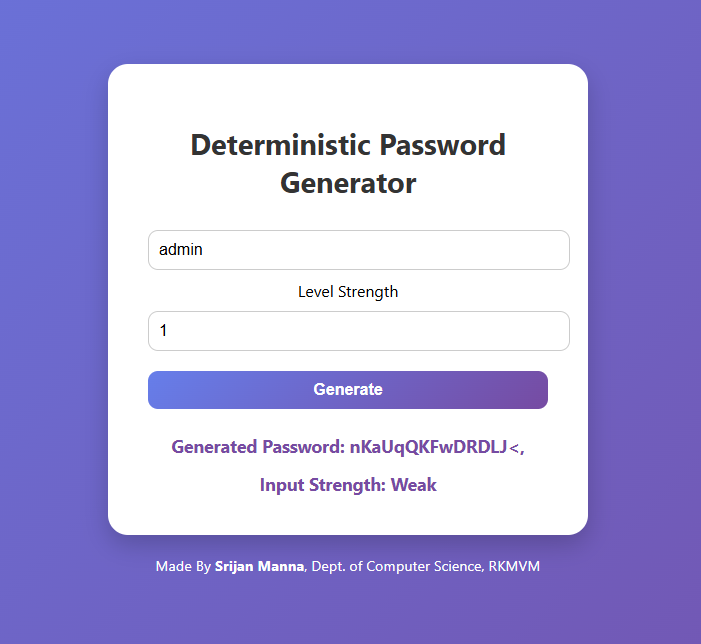 Deterministic Password
Generator
admin
Level Strength
1
Generate
Generated Password: nKaUqQKFwDRDLJ<,
Input Strength: Weak
Made By Srijan Manna, Dept. of Computer Science, RKMVM